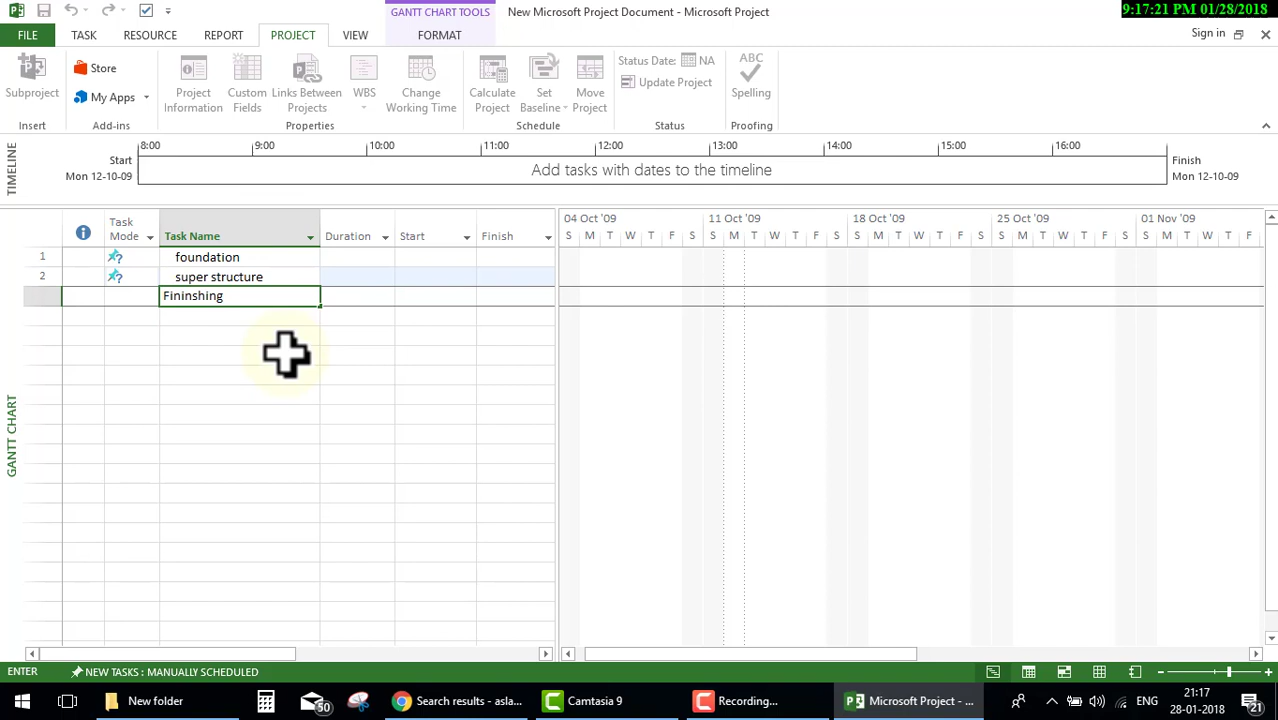 GANTT CHART TOOLS
New Microsoft Project Document - Microsoft Project
9:17:21 PM 01/28/2018
FILE TASK RESOURCE REPORT PROJECT VIEW FORMAT Sign in
Subproject
Store
My Apps
Project Information
Custom Fields
Links Between Projects
WBS
Change Working Time
Calculate Project
Set Baseline
Move Project
Status Date: NA
Update Project
ABC
Spelling
Insert Add-ins Properties Schedule Status Proofing
TIMELINE
8:00 9:00 10:00 11:00 12:00 13:00 14:00 15:00 16:00
Start
Mon 12-10-09
Add tasks with dates to the timeline
Finish
Mon 12-10-09
Task Mode Task Name Duration Start Finish
04 Oct '09 11 Oct '09 18 Oct '09 25 Oct '09 01 Nov '09
S M T W T F S S M T W T F S S M T W T F S S M T W T F S S M T W T F
1 foundation
2 super structure
Fininshing
GANTT CHART
ENTER NEW TASKS : MANUALLY SCHEDULED
New folder
50
Search results - asla...
Camtasia 9
Recording...
Microsoft Project - ...
ENG
21:17
28-01-2018
21